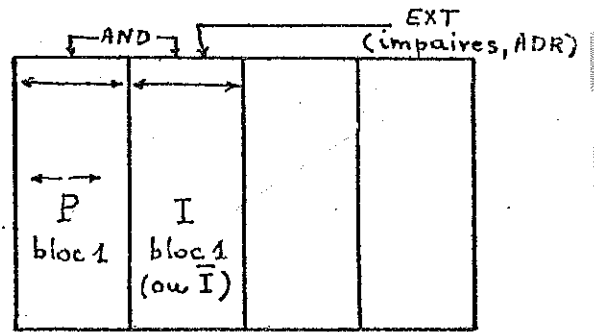 EXT
AND
(impaires, ADR)
P
bloc 1
I
bloc 1
(ou Ī)